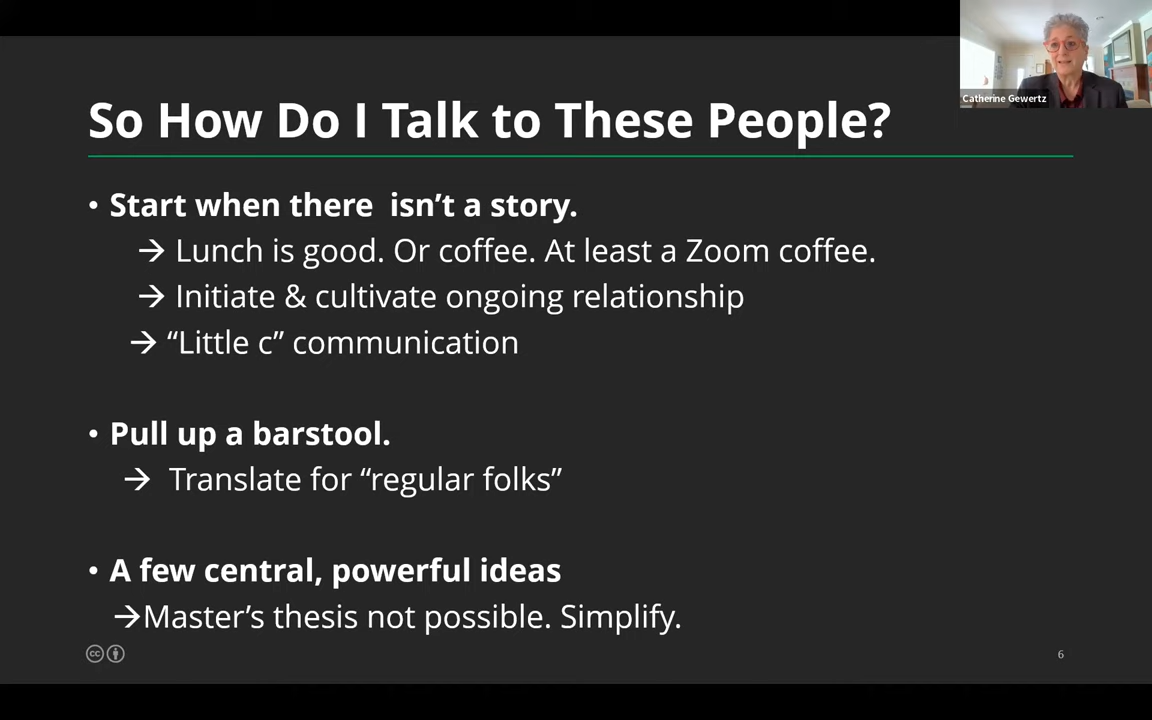 Catherine Gewertz
So How Do I Talk to These People?
• Start when there  isn’t a story.
→ Lunch is good. Or coffee. At least a Zoom coffee.
→ Initiate & cultivate ongoing relationship
→ “Little c” communication
• Pull up a barstool.
→ Translate for “regular folks”
• A few central, powerful ideas
→Master’s thesis not possible. Simplify.
cc
6